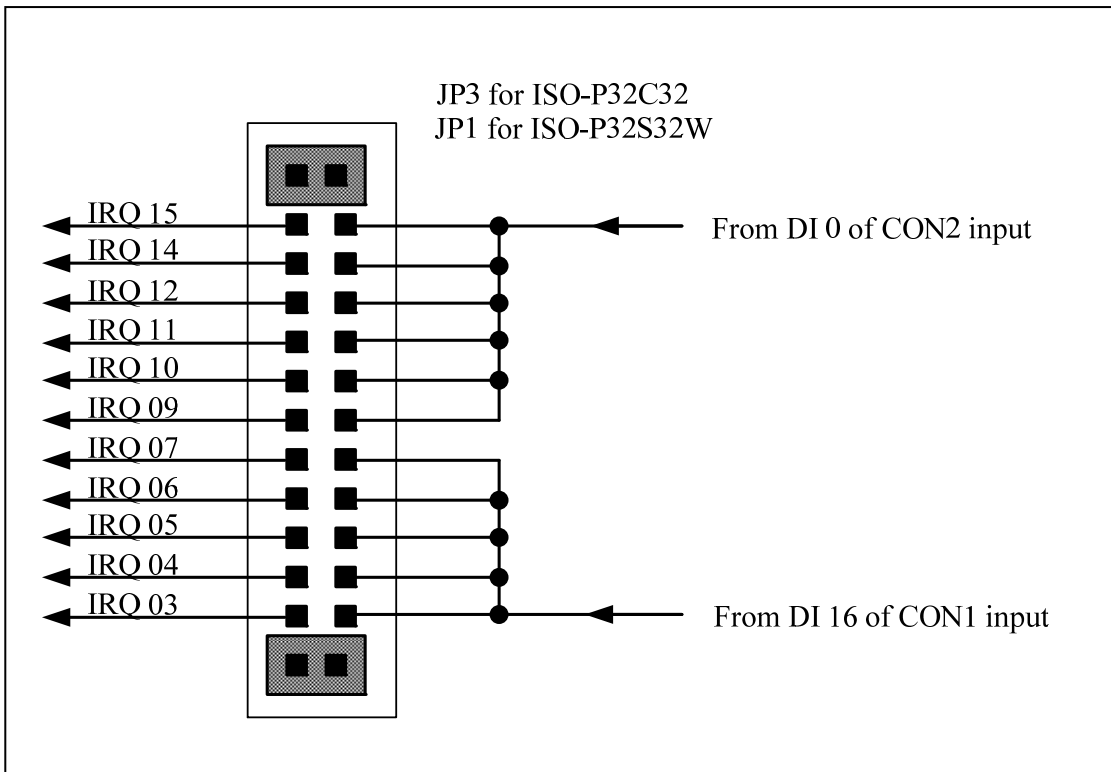 JP3 for ISO-P32C32
JP1 for ISO-P32S32W
IRQ 15
From DI 0 of CON2 input
IRQ 14
IRQ 12
IRQ 11
IRQ 10
IRQ 09
IRQ 07
IRQ 06
IRQ 05
IRQ 04
IRQ 03
From DI 16 of CON1 input